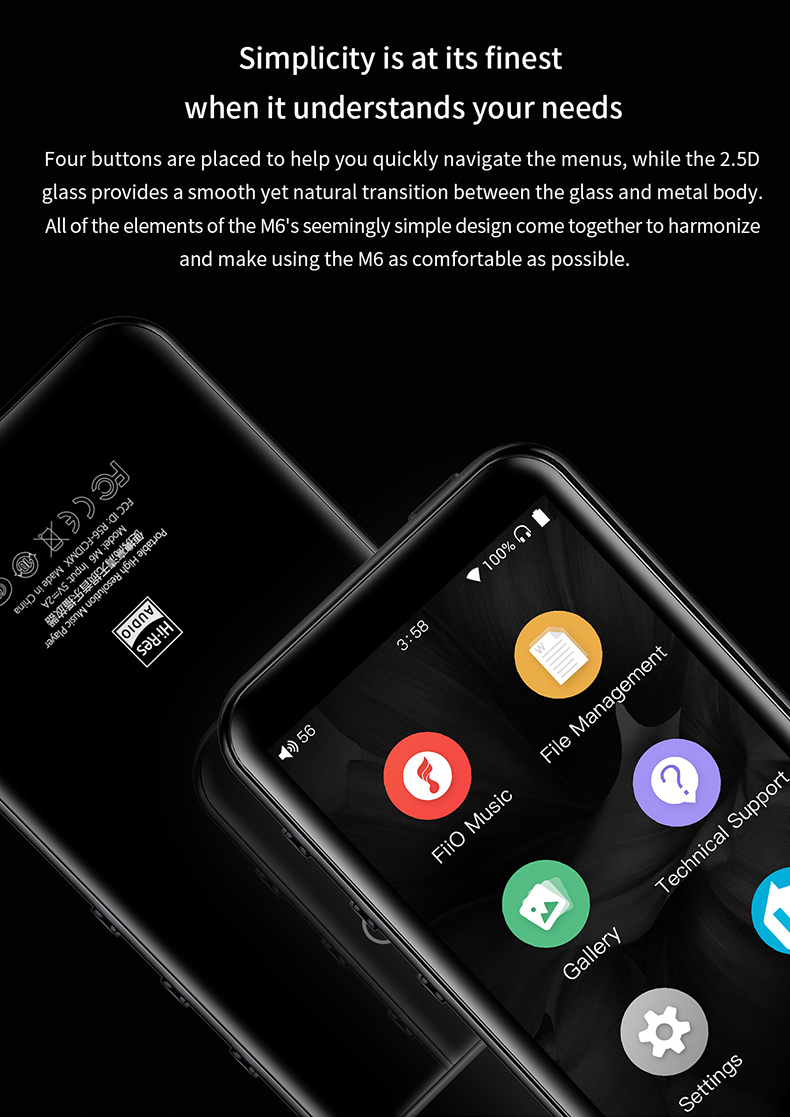 Simplicity is at its finest
when it understands your needs
Four buttons are placed to help you quickly navigate the menus, while the 2.5D
glass provides a smooth yet natural transition between the glass and metal body.
All of the elements of the M6's seemingly simple design come together to harmonize
and make using the M6 as comfortable as possible.
FCC ID: RS6-FCDMX Made in China
Model: M6 Input: 5V⎓2A
Portable High Resolution Music Player
Hi-Res
AUDIO
56
3:58
100%
File Management
FiiO Music
Technical Support
Gallery
Settings